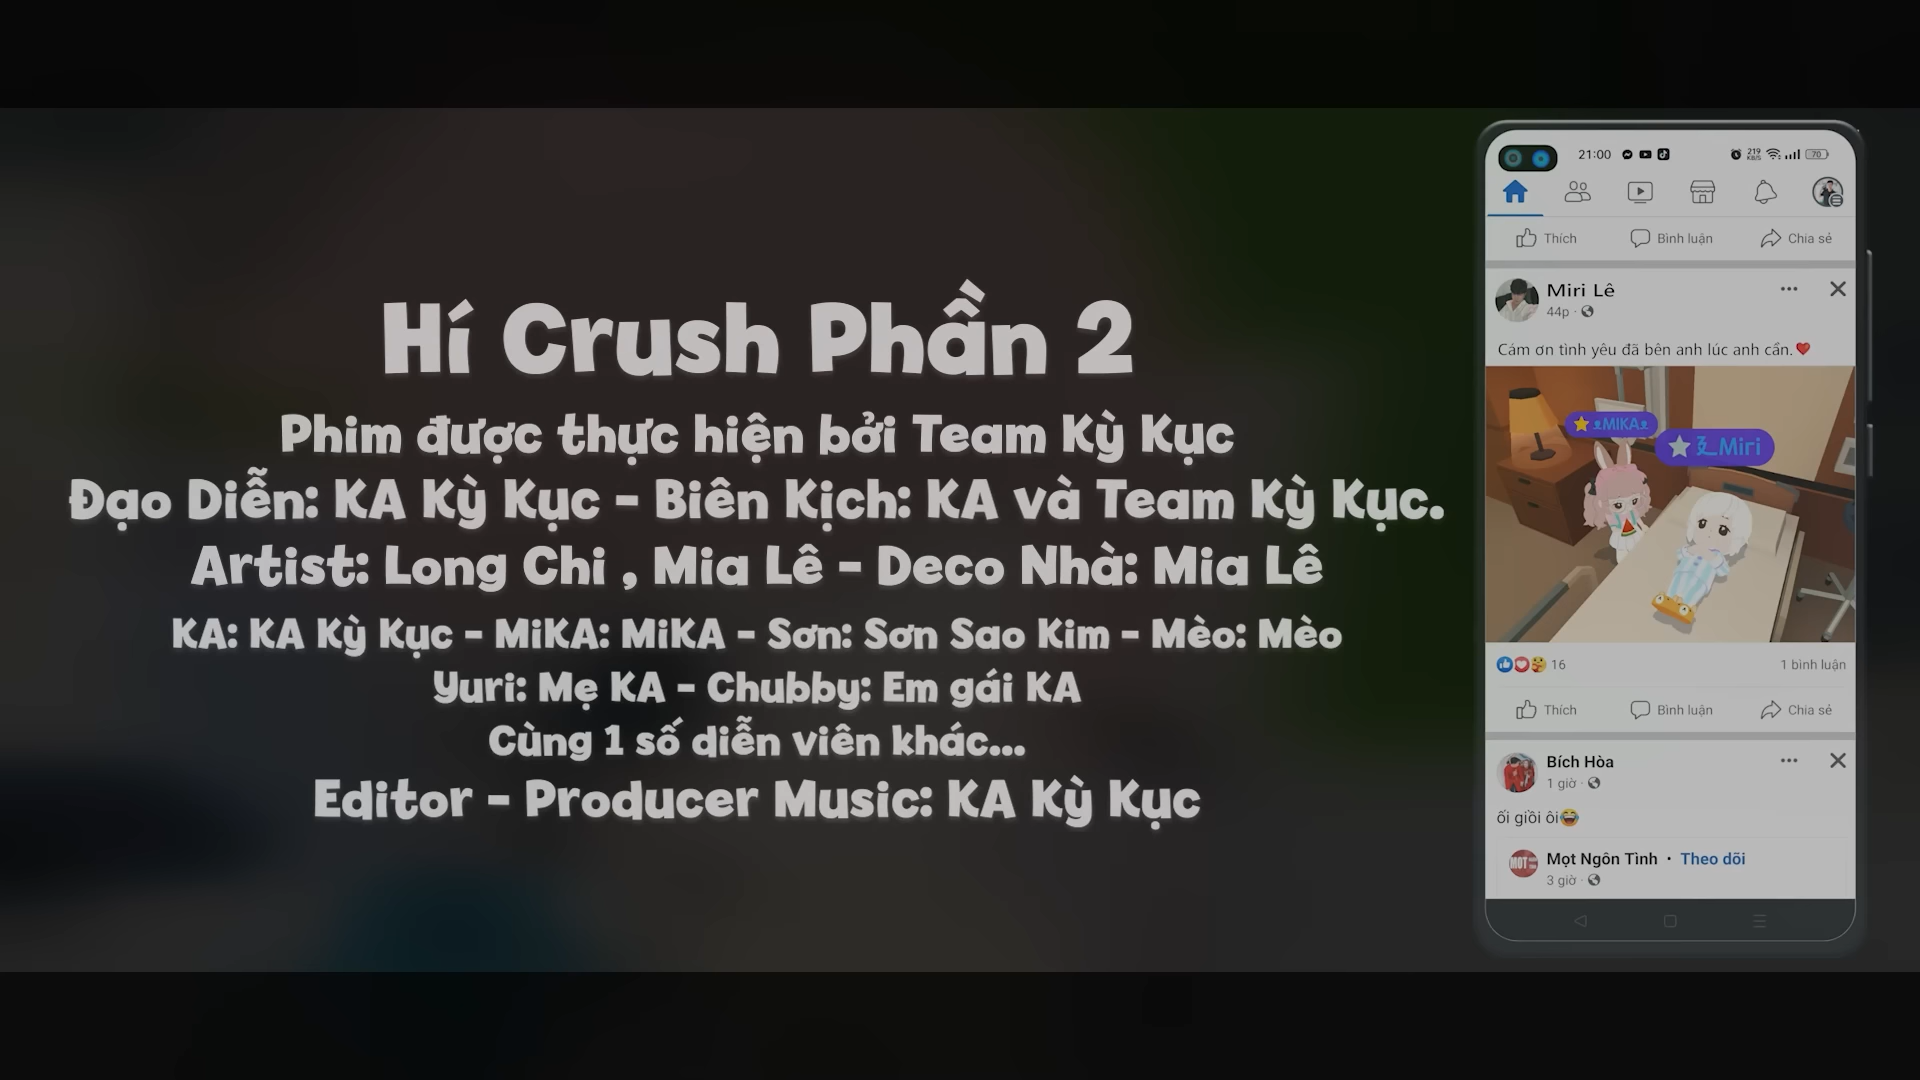 Hí Crush Phần 2
Phim được thực hiện bởi Team Kỳ Kục
Đạo Diễn: KA Kỳ Kục - Biên Kịch: KA và Team Kỳ Kục.
Artist: Long Chi , Mia Lê - Deco Nhà: Mia Lê
KA: KA Kỳ Kục - MiKA: MiKA - Sơn: Sơn Sao Kim - Mèo: Mèo
Yuri: Mẹ KA - Chubby: Em gái KA
Cùng 1 số diễn viên khác...
Editor - Producer Music: KA Kỳ Kục
21:00 219 KB/S 70
Thích Bình luận Chia sẻ
Miri Lê
44p ·
Cám ơn tình yêu đã bên anh lúc anh cần.❤️
MIKA
Miri
16 1 bình luận
Thích Bình luận Chia sẻ
Bích Hòa
1 giờ ·
ối giồi ôi😂
MỌT
Mọt Ngôn Tình · Theo dõi
3 giờ ·